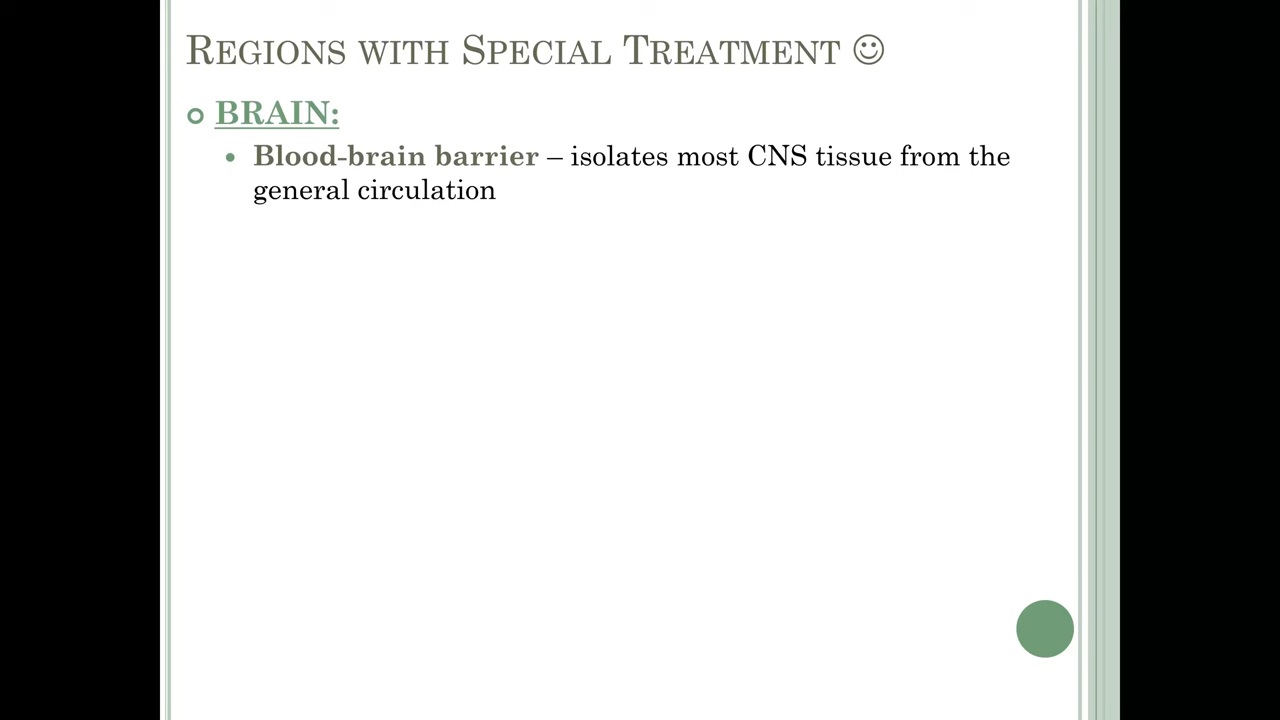 REGIONS WITH SPECIAL TREATMENT ☺
BRAIN:
Blood-brain barrier – isolates most CNS tissue from the
general circulation